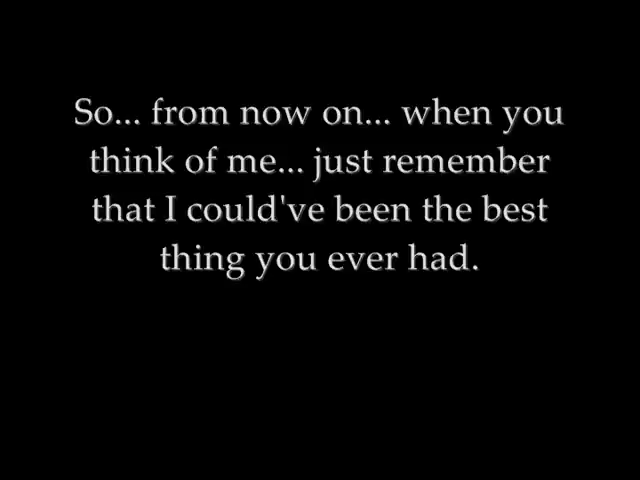 So... from now on... when you
think of me... just remember
that I could've been the best
thing you ever had.